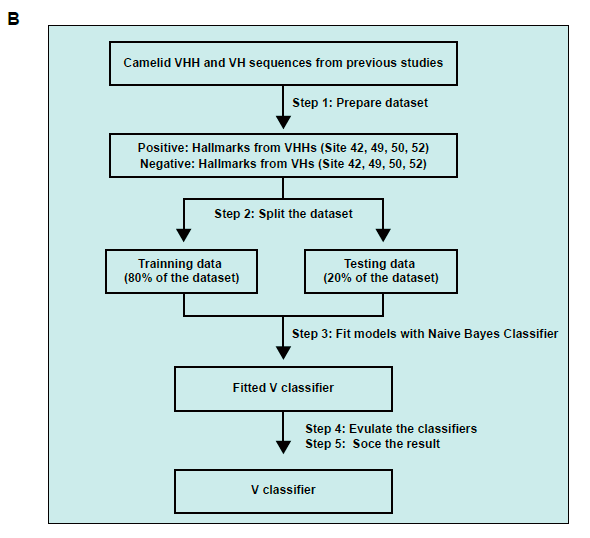 B
Camelid VHH and VH sequences from previous studies
Step 1: Prepare dataset
Positive: Hallmarks from VHHs (Site 42, 49, 50, 52)
Negative: Hallmarks from VHs (Site 42, 49, 50, 52)
Step 2: Split the dataset
Trainning data
(80% of the dataset)
Testing data
(20% of the dataset)
Step 3: Fit models with Naive Bayes Classifier
Fitted V classifier
Step 4: Evulate the classifiers
Step 5: Soce the result
V classifier